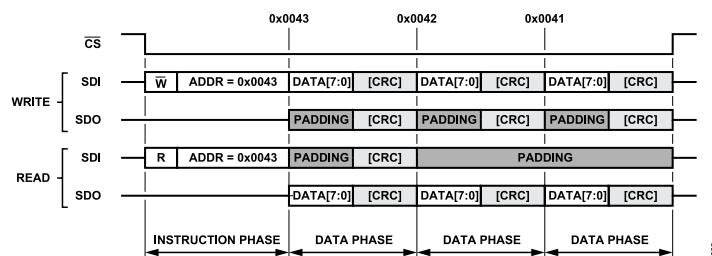 0x0043 0x0042 0x0041
CS
SDI W ADDR = 0x0043 DATA[7:0] [CRC] DATA[7:0] [CRC] DATA[7:0] [CRC]
WRITE
SDO PADDING [CRC] PADDING [CRC] PADDING [CRC]
SDI R ADDR = 0x0043 PADDING [CRC] PADDING
READ
SDO DATA[7:0] [CRC] DATA[7:0] [CRC] DATA[7:0] [CRC]
INSTRUCTION PHASE DATA PHASE DATA PHASE DATA PHASE